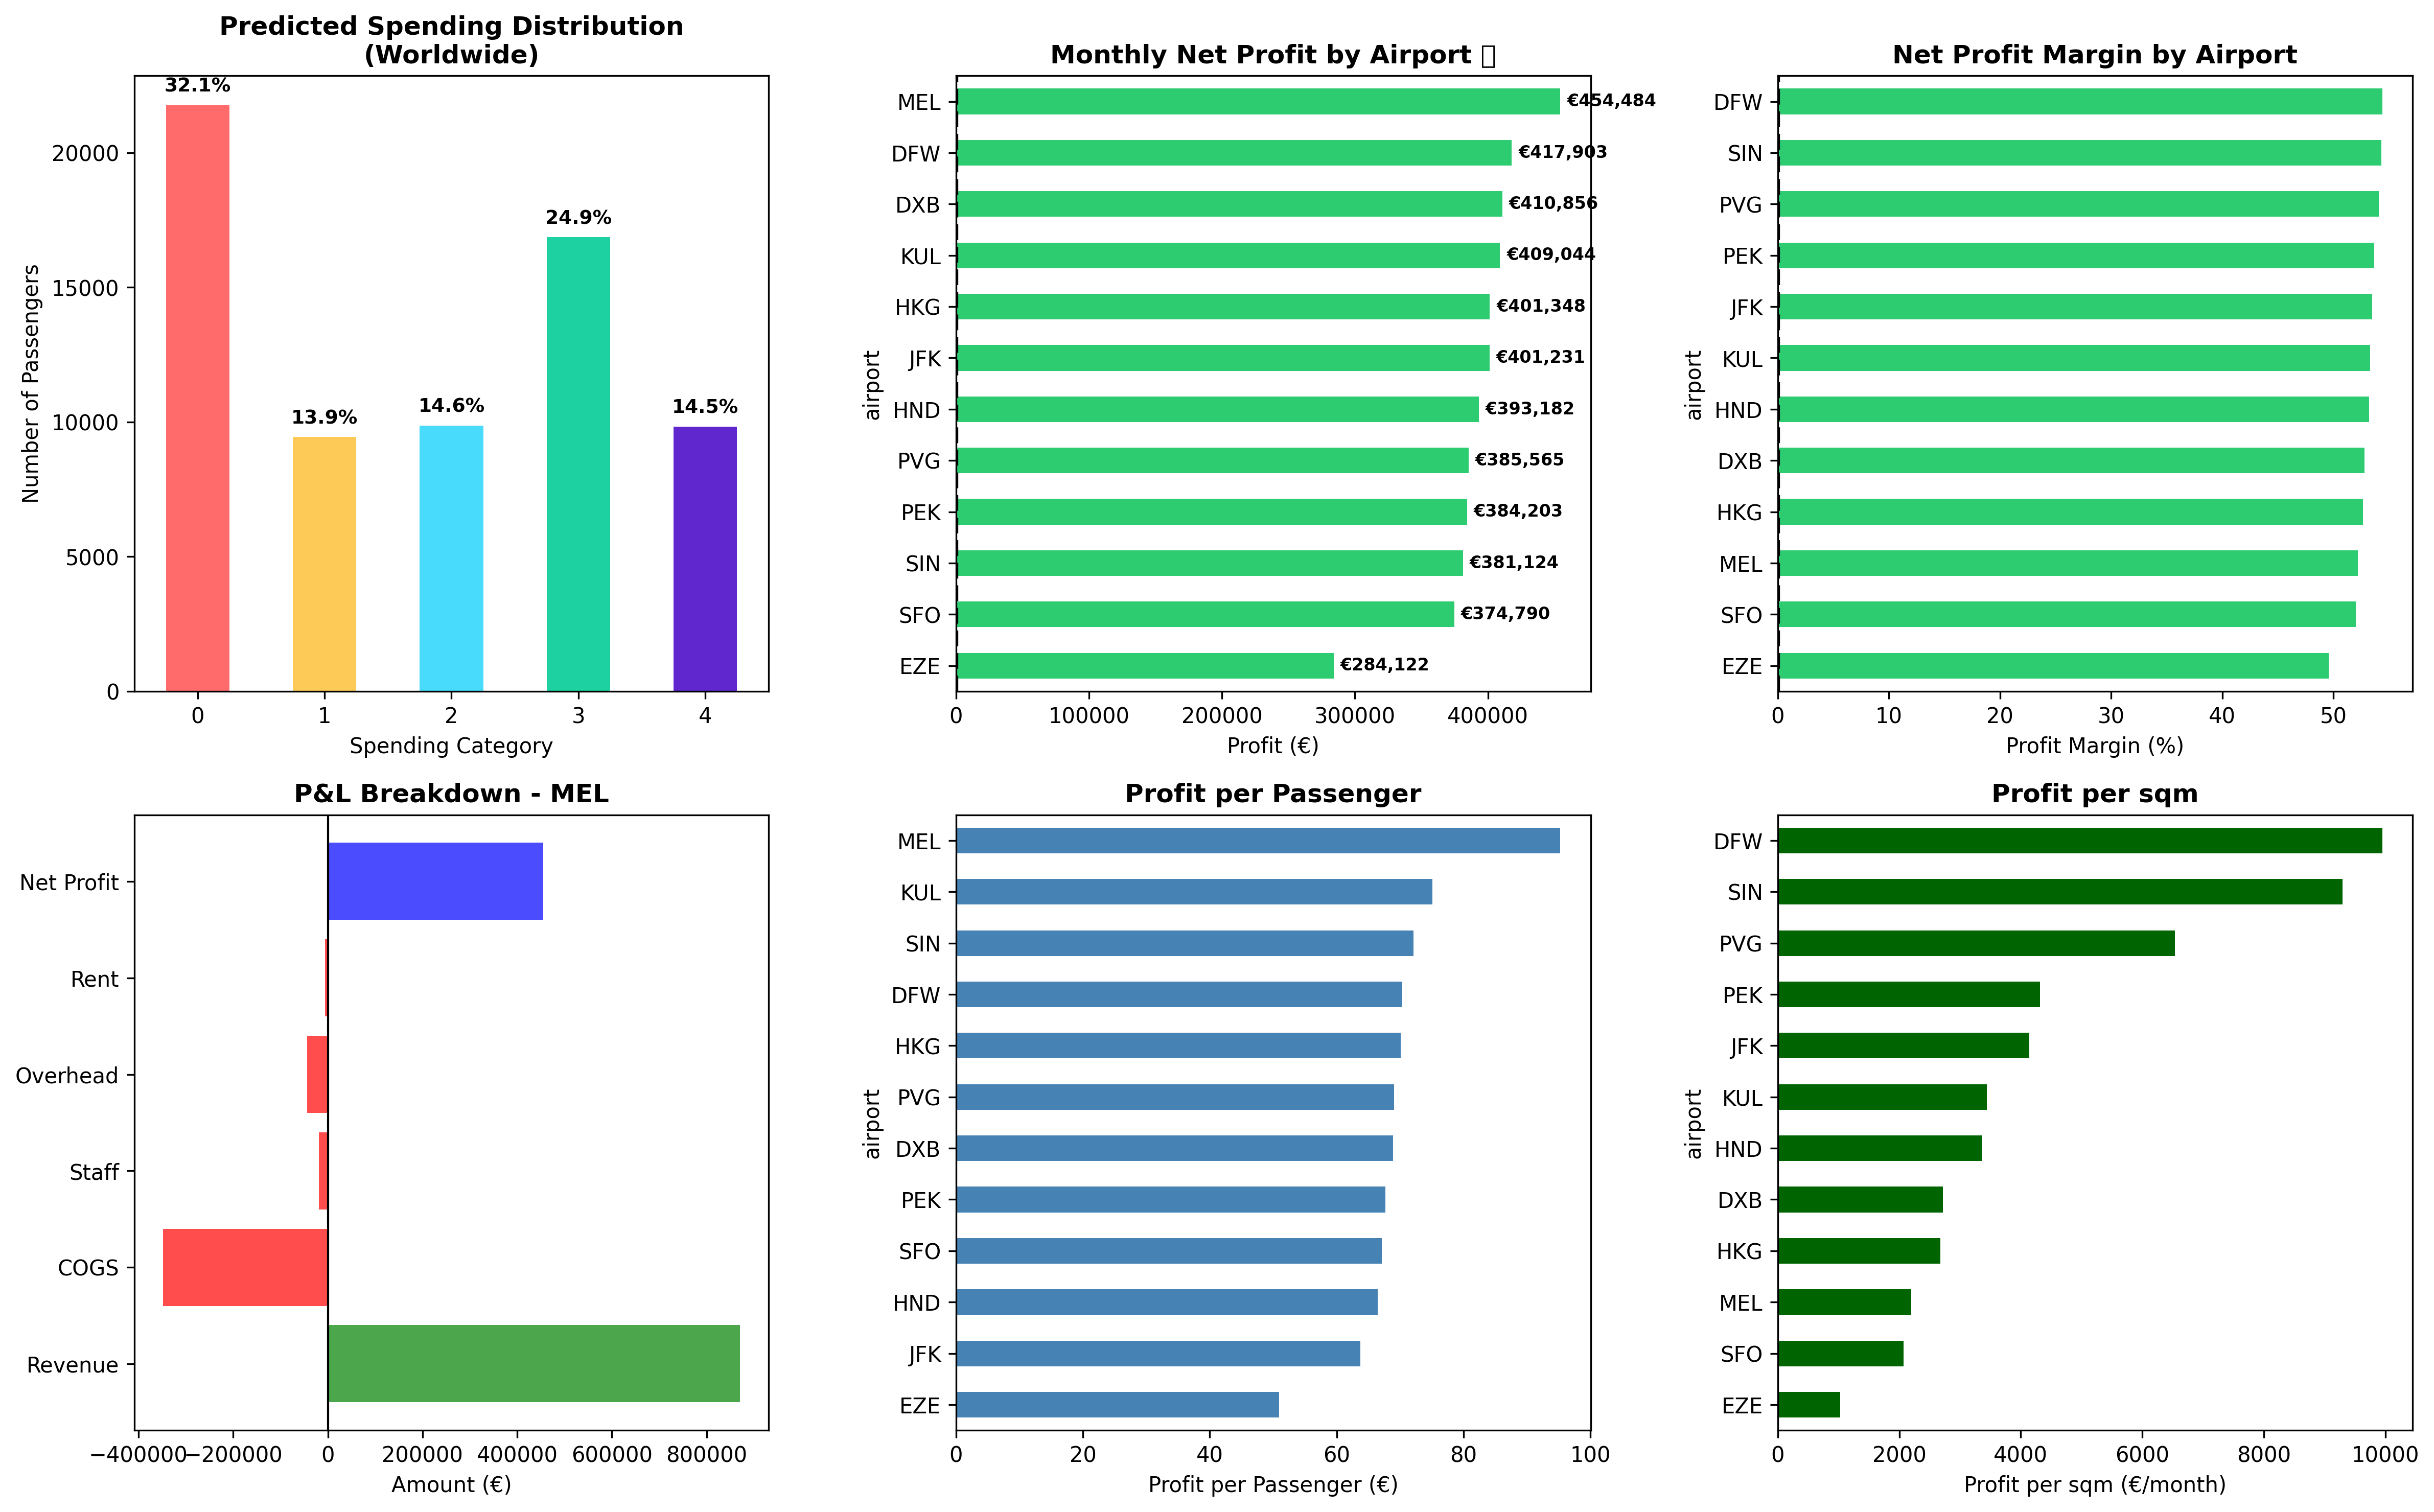 Predicted Spending Distribution
(Worldwide)
32.1%
13.9%
14.6%
24.9%
14.5%
20000
15000
10000
5000
0
Number of Passengers
0 1 2 3 4
Spending Category
Monthly Net Profit by Airport
MEL €454,484
DFW €417,903
DXB €410,856
KUL €409,044
HKG €401,348
JFK €401,231
HND €393,182
PVG €385,565
PEK €384,203
SIN €381,124
SFO €374,790
EZE €284,122
airport
0 100000 200000 300000 400000
Profit (€)
Net Profit Margin by Airport
DFW
SIN
PVG
PEK
JFK
KUL
HND
DXB
HKG
MEL
SFO
EZE
airport
0 10 20 30 40 50
Profit Margin (%)
P&L Breakdown - MEL
Net Profit
Rent
Overhead
Staff
COGS
Revenue
−400000 −200000 0 200000 400000 600000 800000
Amount (€)
Profit per Passenger
MEL
KUL
SIN
DFW
HKG
PVG
DXB
PEK
SFO
HND
JFK
EZE
airport
0 20 40 60 80 100
Profit per Passenger (€)
Profit per sqm
DFW
SIN
PVG
PEK
JFK
KUL
HND
DXB
HKG
MEL
SFO
EZE
airport
0 2000 4000 6000 8000 10000
Profit per sqm (€/month)